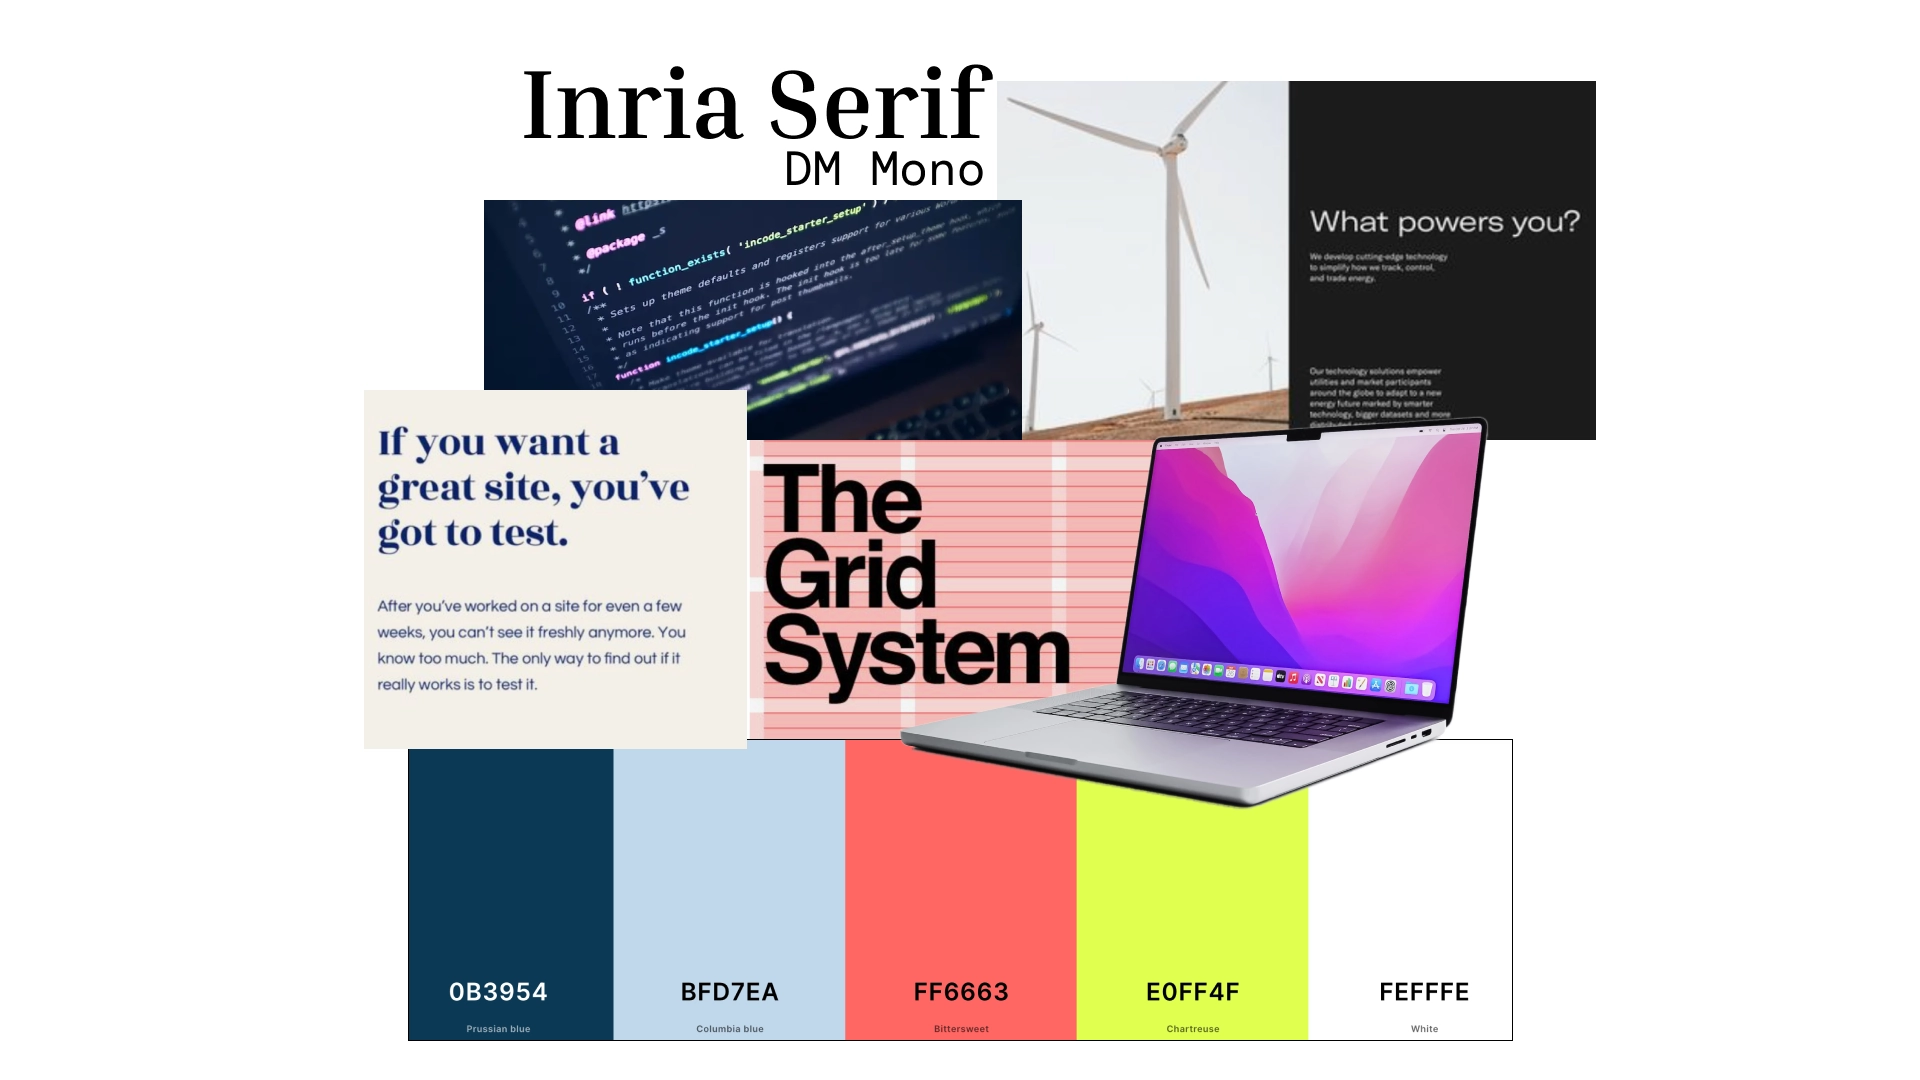 Inria Serif
DM Mono
* @link https:
*
* @package _s
*/
if ( ! function_exists( 'incode_starter_setup' ) ) :
/**
* Sets up theme defaults and registers support for various
*
* Note that this function is hooked into the after_setup_theme hook, which
* runs before the init hook. The init hook is too late for some features, such
* as indicating support for post thumbnails.
*/
function incode_starter_setup() {
What powers you?
We develop cutting-edge technology
to simplify how we track, control,
and trade energy.
Our technology solutions empower
utilities and market participants
around the globe to adapt to a new
energy future marked by smarter
technology, bigger datasets and more
If you want a
great site, you’ve
got to test.
After you’ve worked on a site for even a few
weeks, you can’t see it freshly anymore. You
know too much. The only way to find out if it
really works is to test it.
The
Grid
System
0B3954
Prussian blue
BFD7EA
Columbia blue
FF6663
Bittersweet
E0FF4F
Chartreuse
FEFFFE
White